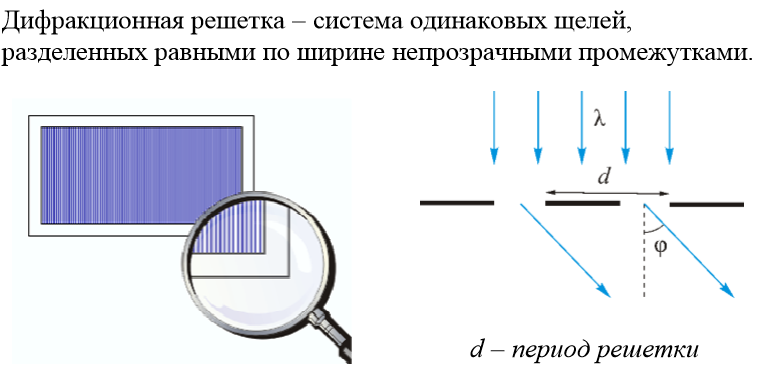 Дифракционная решетка – система одинаковых щелей,
разделенных равными по ширине непрозрачными промежутками.
λ
d
φ
d – период решетки